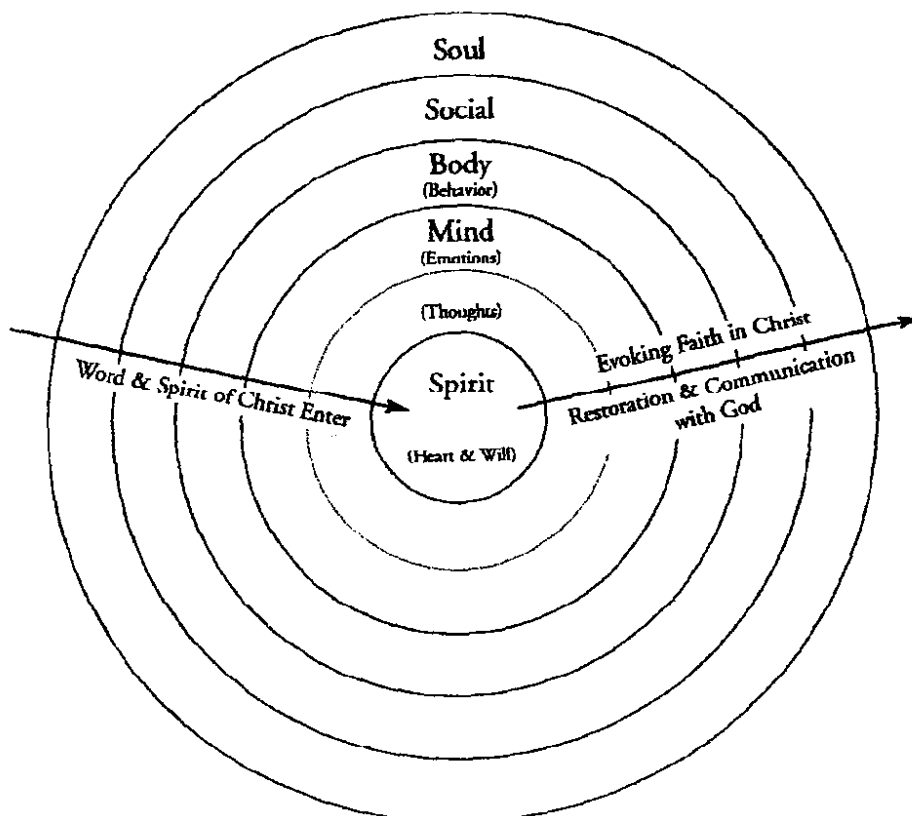 Soul
Social
Body
(Behavior)
Mind
(Emotions)
(Thoughts)
Spirit
(Heart & Will)
Word & Spirit of Christ Enter
Evoking Faith in Christ
Restoration & Communication
with God